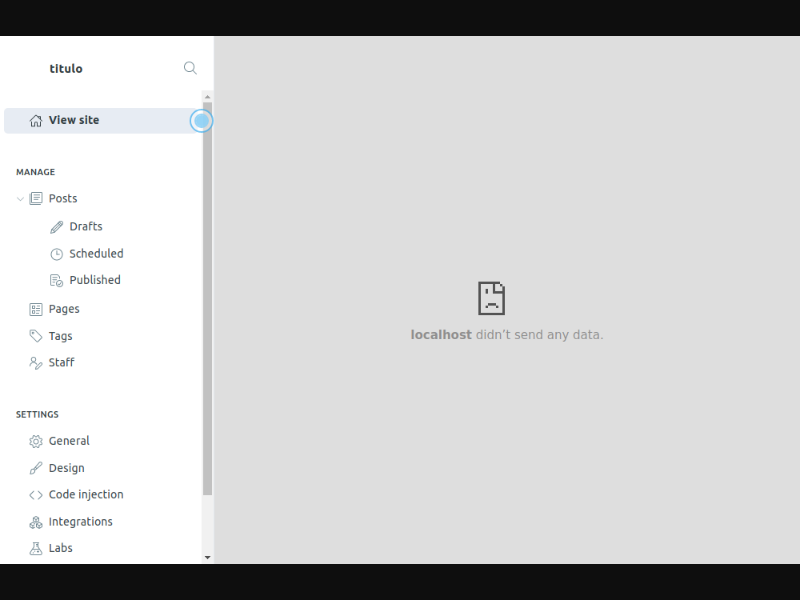 titulo
View site
MANAGE
Posts
Drafts
Scheduled
Published
Pages
Tags
Staff
SETTINGS
General
Design
Code injection
Integrations
Labs
localhost didn’t send any data.